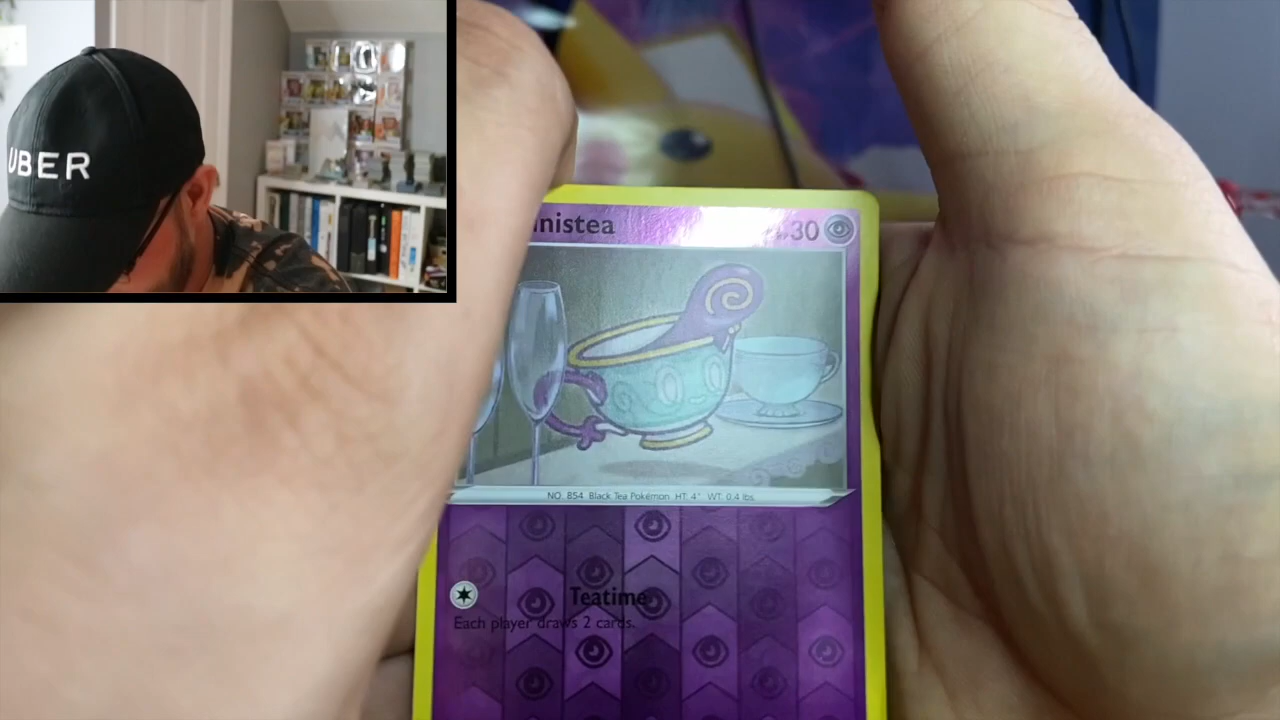 UBER
nistea
30
NO. 854 Black Tea Pokémon HT: 4" WT: 0.4 lbs.
Teatime
Each player draws 2 cards.